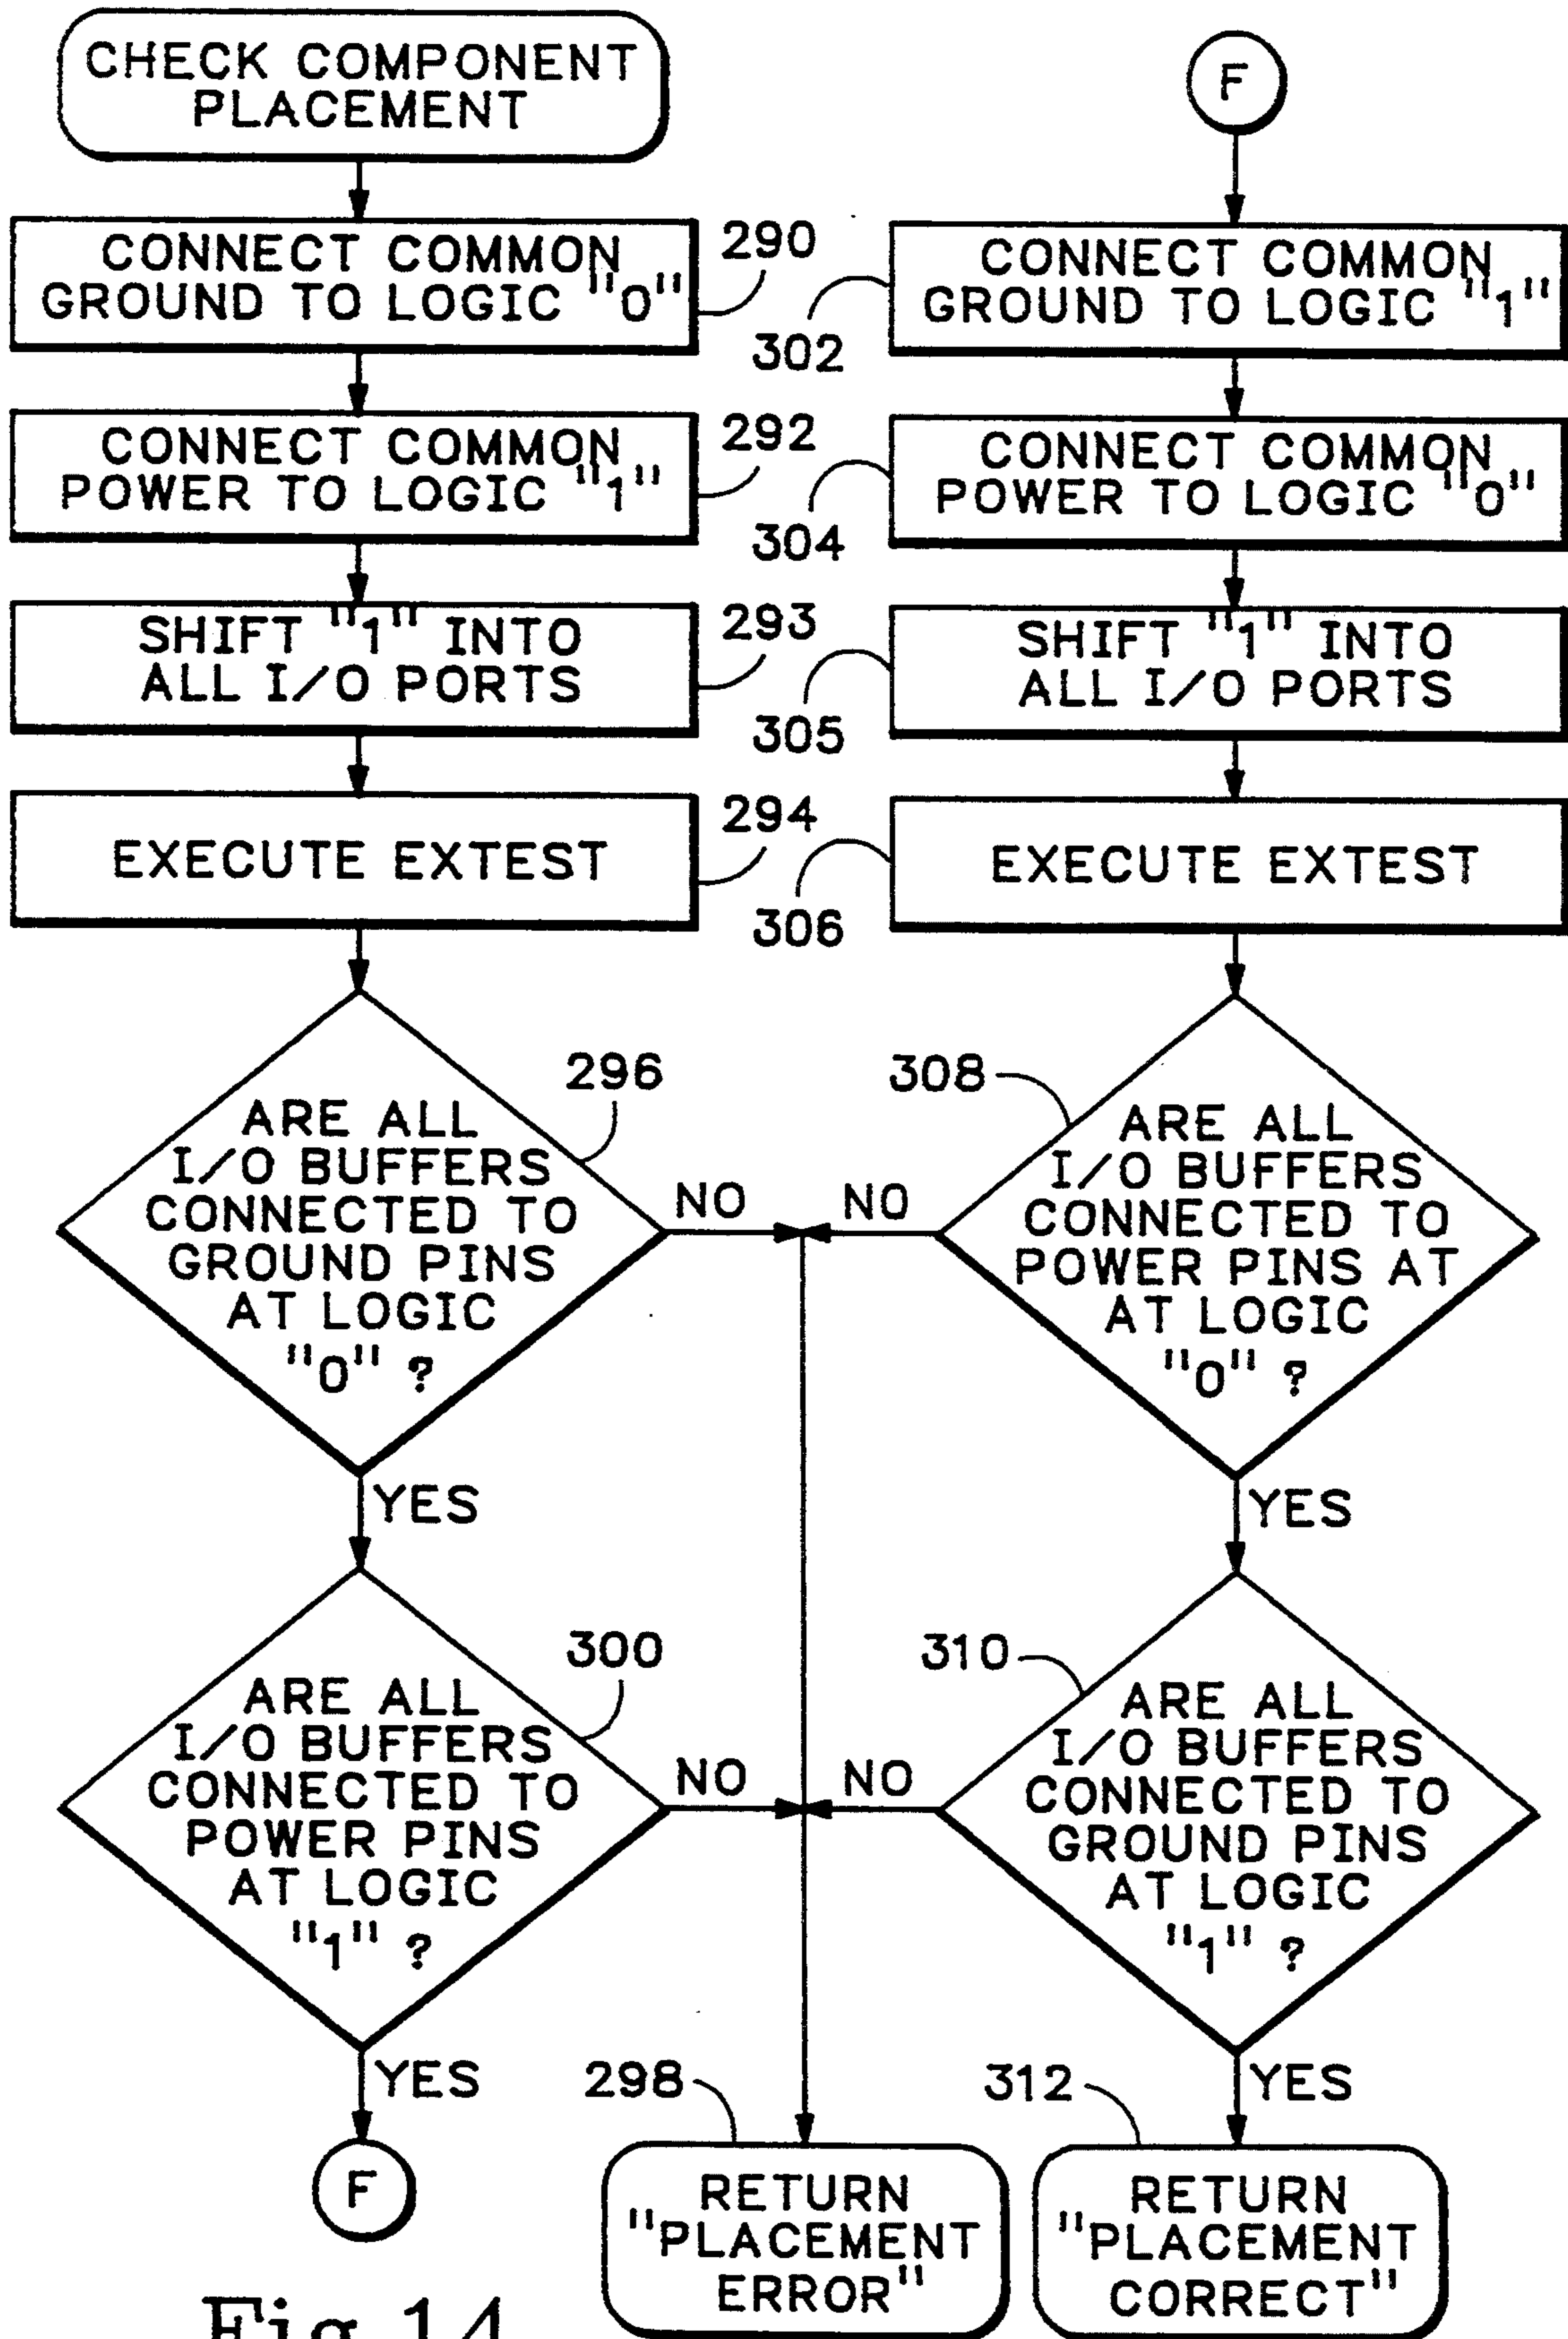 CHECK COMPONENT
PLACEMENT
CONNECT COMMON
GROUND TO LOGIC "0"
290
CONNECT COMMON
POWER TO LOGIC "1"
292
SHIFT "1" INTO
ALL I/O PORTS
293
EXECUTE EXTEST
294
ARE ALL
I/O BUFFERS
CONNECTED TO
GROUND PINS
AT LOGIC
"0" ?
296
NO
YES
ARE ALL
I/O BUFFERS
CONNECTED TO
POWER PINS
AT LOGIC
"1" ?
300
NO
YES
F
F
CONNECT COMMON
GROUND TO LOGIC "1"
302
CONNECT COMMON
POWER TO LOGIC "0"
304
SHIFT "1" INTO
ALL I/O PORTS
305
EXECUTE EXTEST
306
ARE ALL
I/O BUFFERS
CONNECTED TO
POWER PINS AT
AT LOGIC
"0" ?
308
NO
YES
ARE ALL
I/O BUFFERS
CONNECTED TO
GROUND PINS
AT LOGIC
"1" ?
310
NO
YES
298
RETURN
"PLACEMENT
ERROR"
312
RETURN
"PLACEMENT
CORRECT"
Fig. 14